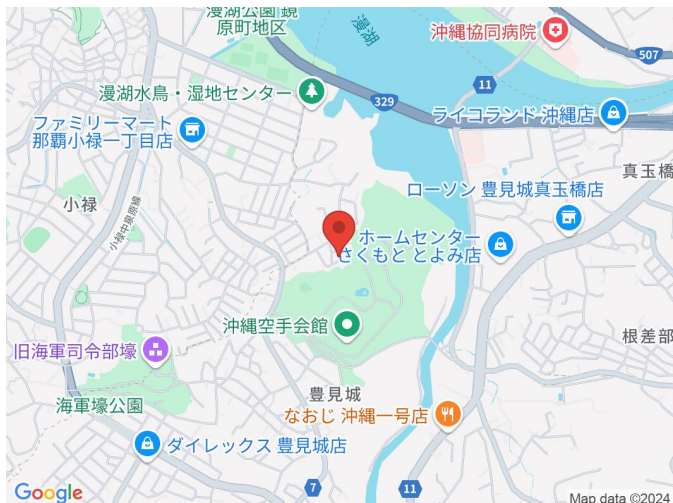 漫湖公園 鏡
原町地区
漫湖
沖縄協同病院
507
11
漫湖水鳥・湿地センター
329
ライコランド 沖縄店
ファミリーマート
那覇小禄一丁目店
真玉橋
ローソン 豊見城真玉橋店
小禄
小禄中央線
ホームセンター
さくもと とよみ店
沖縄空手会館
旧海軍司令部壕
根差部
豊見城
海軍壕公園
なおじ 沖縄一号店
ダイレックス 豊見城店
7
11
Google
Map data ©2024